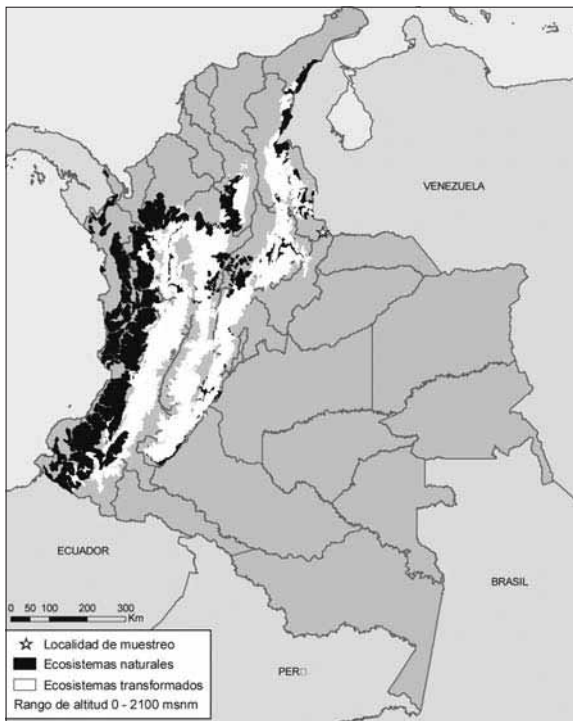 VENEZUELA
ECUADOR
BRASIL
0 50 100 200 300
Km
Localidad de muestreo
Ecosistemas naturales
PER□
Ecosistemas transformados
Rango de altitud 0 - 2100 msnm